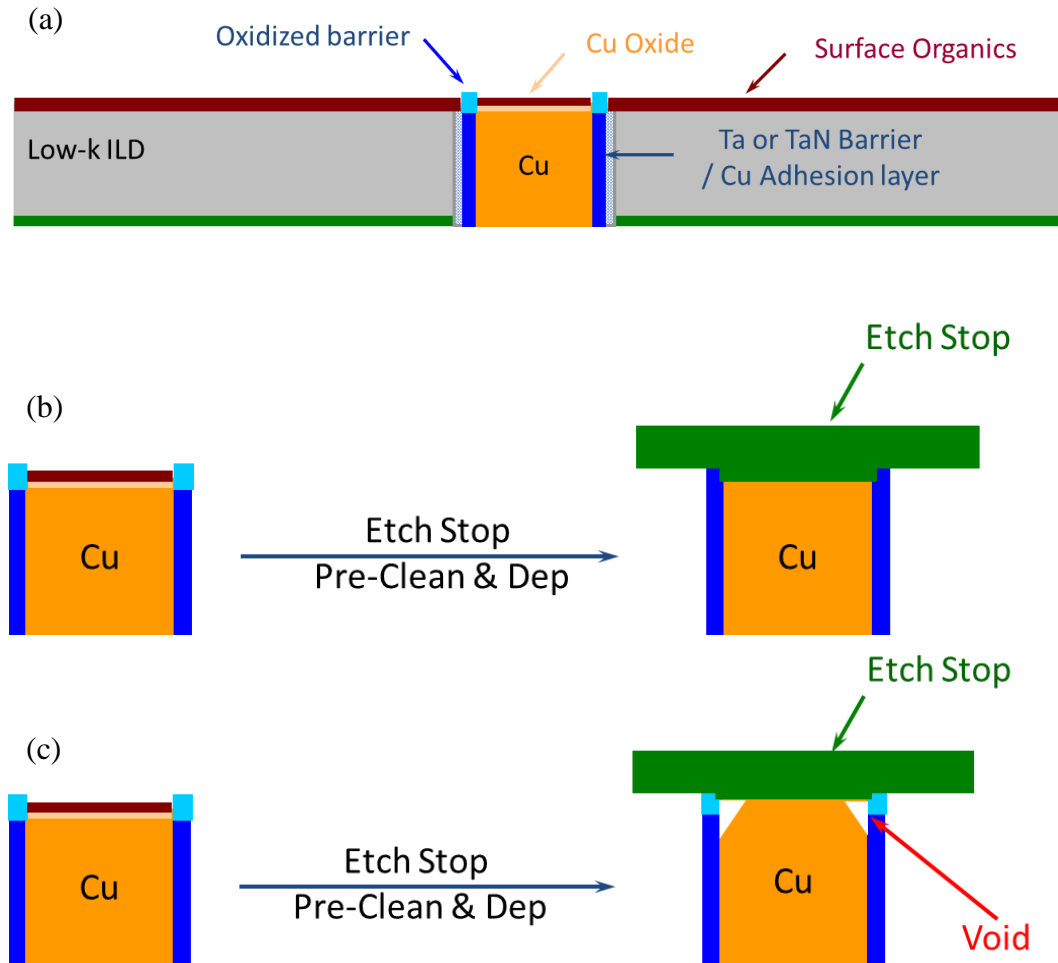 (a)
Oxidized barrier
Cu Oxide
Surface Organics
Low-k ILD
Cu
Ta or TaN Barrier
/ Cu Adhesion layer
Etch Stop
(b)
Cu
Etch Stop
Pre-Clean & Dep
Cu
Etch Stop
(c)
Cu
Etch Stop
Pre-Clean & Dep
Cu
Void